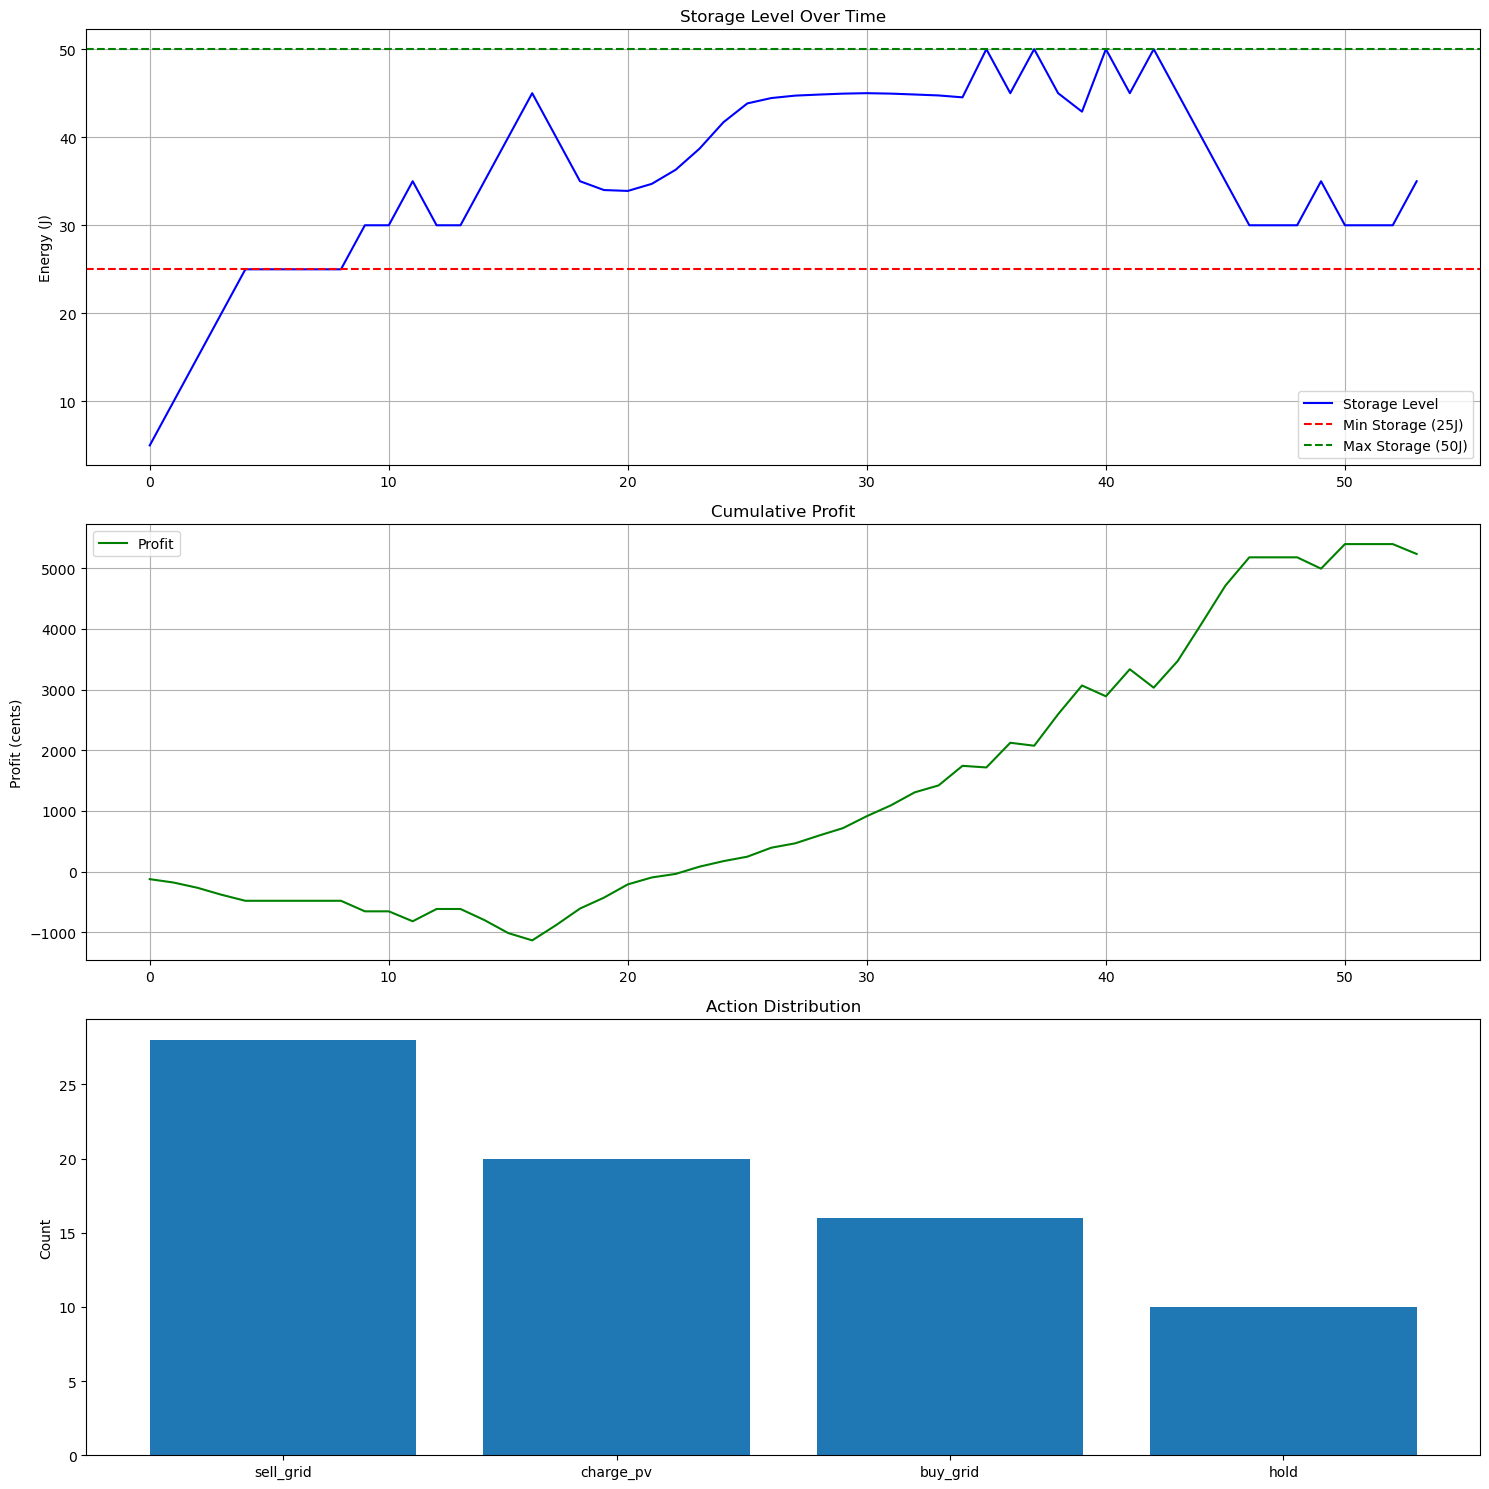 Storage Level Over Time
50
40
30
20
10
Energy (J)
Storage Level
Min Storage (25J)
Max Storage (50J)
0 10 20 30 40 50
Cumulative Profit
Profit
5000
4000
3000
2000
1000
0
−1000
Profit (cents)
0 10 20 30 40 50
Action Distribution
25
20
15
10
5
0
Count
sell_grid charge_pv buy_grid hold